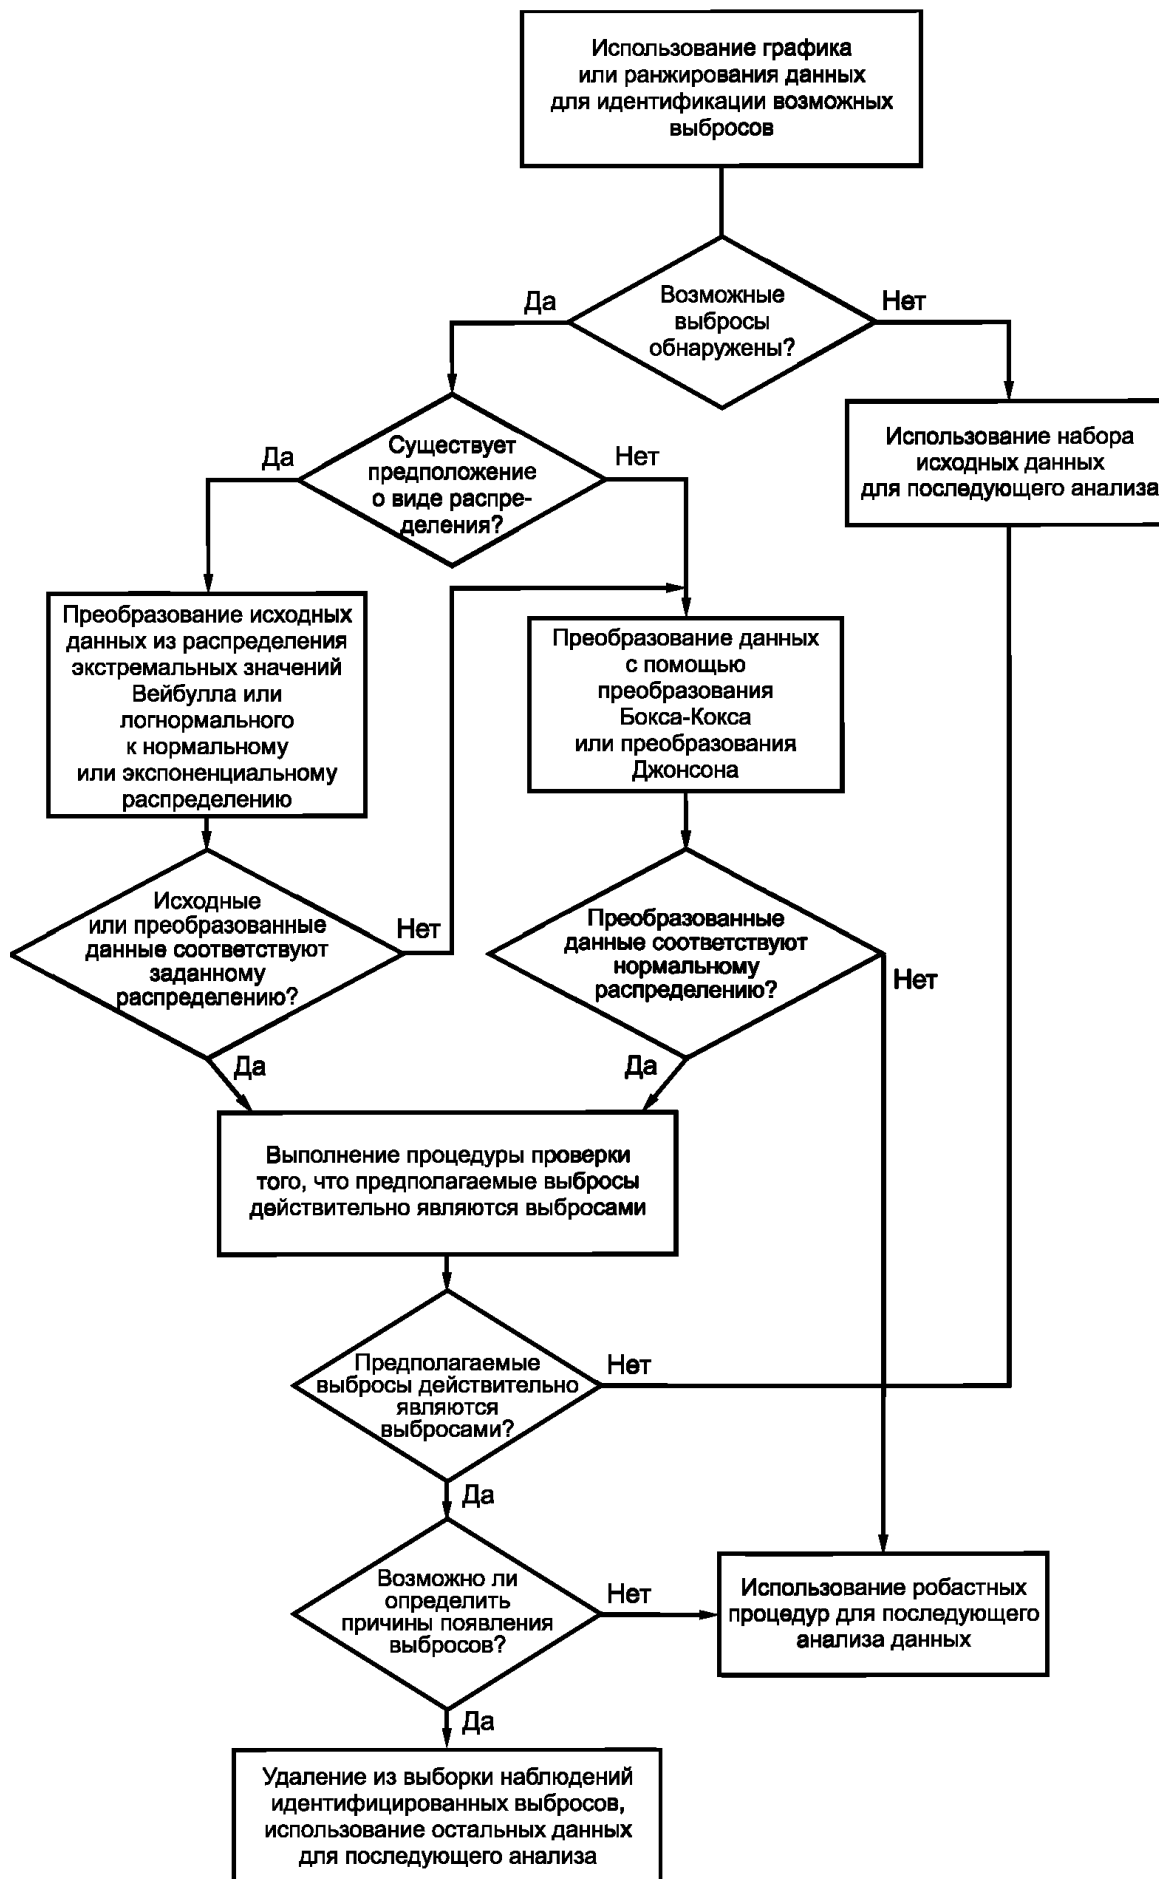 Использование графика
или ранжирования данных
для идентификации возможных
выбросов
Да
Возможные
выбросы
обнаружены?
Нет
Да
Существует
предположение
о виде распре-
деления?
Нет
Использование набора
исходных данных
для последующего анализа
Преобразование исходных
данных из распределения
экстремальных значений
Вейбулла или
логнормального
к нормальному
или экспоненциальному
распределению
Преобразование данных
с помощью
преобразования
Бокса-Кокса
или преобразования
Джонсона
Исходные
или преобразованные
данные соответствуют
заданному
распределению?
Нет
Преобразованные
данные соответствуют
нормальному
распределению?
Нет
Да
Да
Выполнение процедуры проверки
того, что предполагаемые выбросы
действительно являются выбросами
Предполагаемые
выбросы действительно
являются
выбросами?
Нет
Да
Возможно ли
определить
причины появления
выбросов?
Нет
Использование робастных
процедур для последующего
анализа данных
Да
Удаление из выборки наблюдений
идентифицированных выбросов,
использование остальных данных
для последующего анализа